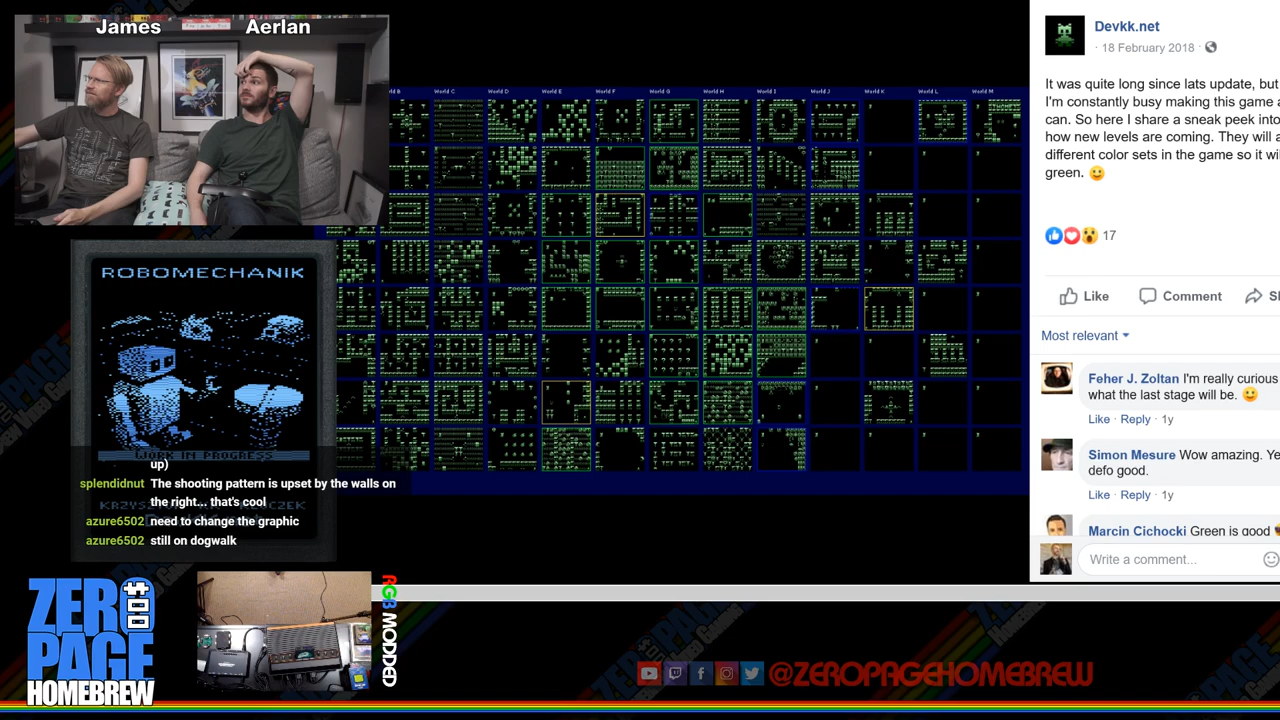 James
Aerlan
ROBOMECHANIK
WORK IN PROGRESS
up)
splendidnut The shooting pattern is upset by the walls on
the right... that's cool
azure6502 need to change the graphic
azure6502 still on dogwalk
ZERO
PAGE
HOMEBREW
RGB MODDED
World C
World D
World E
World F
World G
World H
World I
World J
World K
World L
World M
Devkk.net
18 February 2018
It was quite long since lats update, but
I'm constantly busy making this game
can. So here I share a sneak peek into
how new levels are coming. They will
different color sets in the game so it
green.
17
Like
Comment
Most relevant
Feher J. Zoltan I'm really curious
what the last stage will be.
Like · Reply · 1y
Simon Mesure Wow amazing.
defo good.
Like · Reply · 1y
Marcin Cichocki Green is good
Write a comment...
@ZEROPAGEHOMEBREW